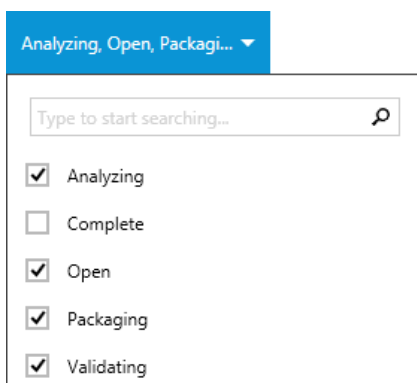 Analyzing, Open, Packagi...
Type to start searching...
Analyzing
Complete
Open
Packaging
Validating